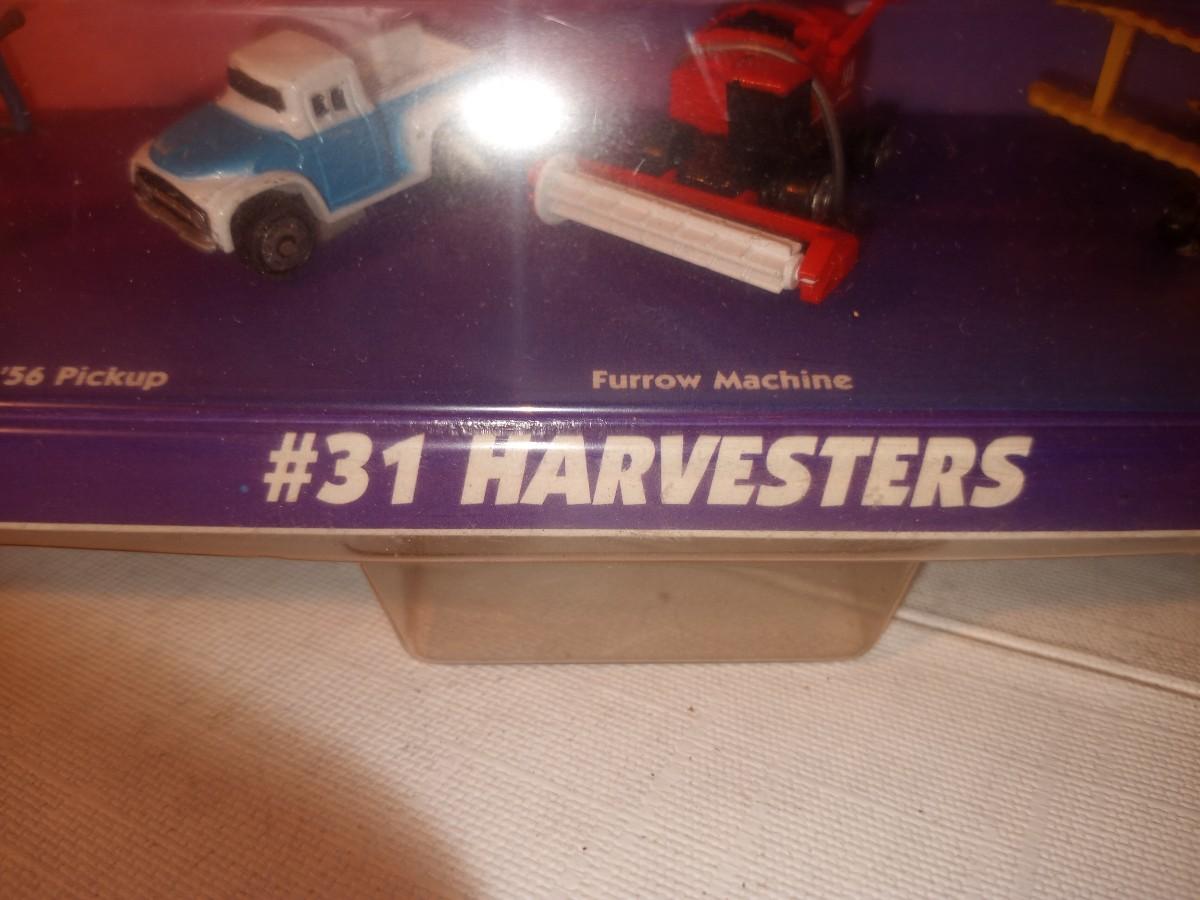 '56 Pickup
Furrow Machine
#31 HARVESTERS